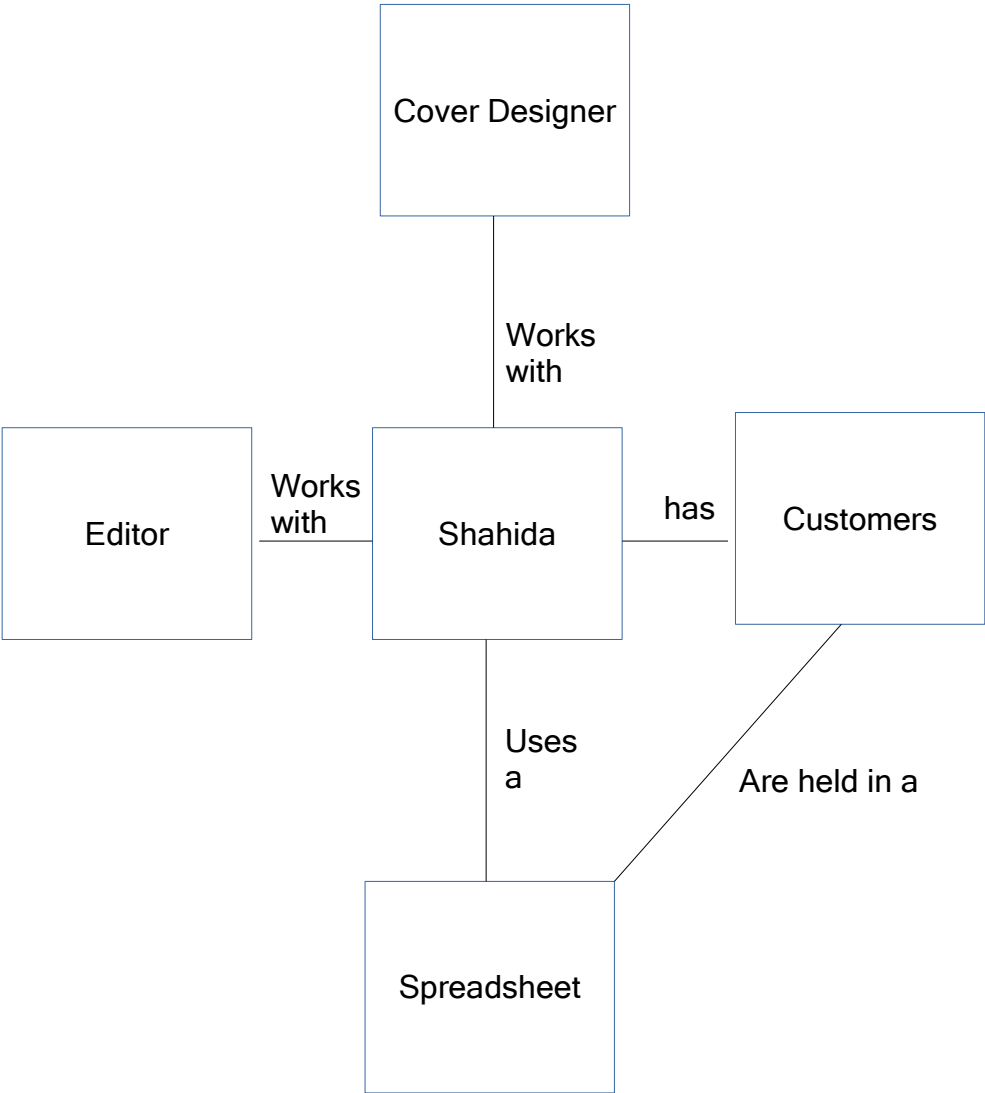 Cover Designer
Works
with
Works
with
Editor
Shahida
has
Customers
Uses
a
Are held in a
Spreadsheet